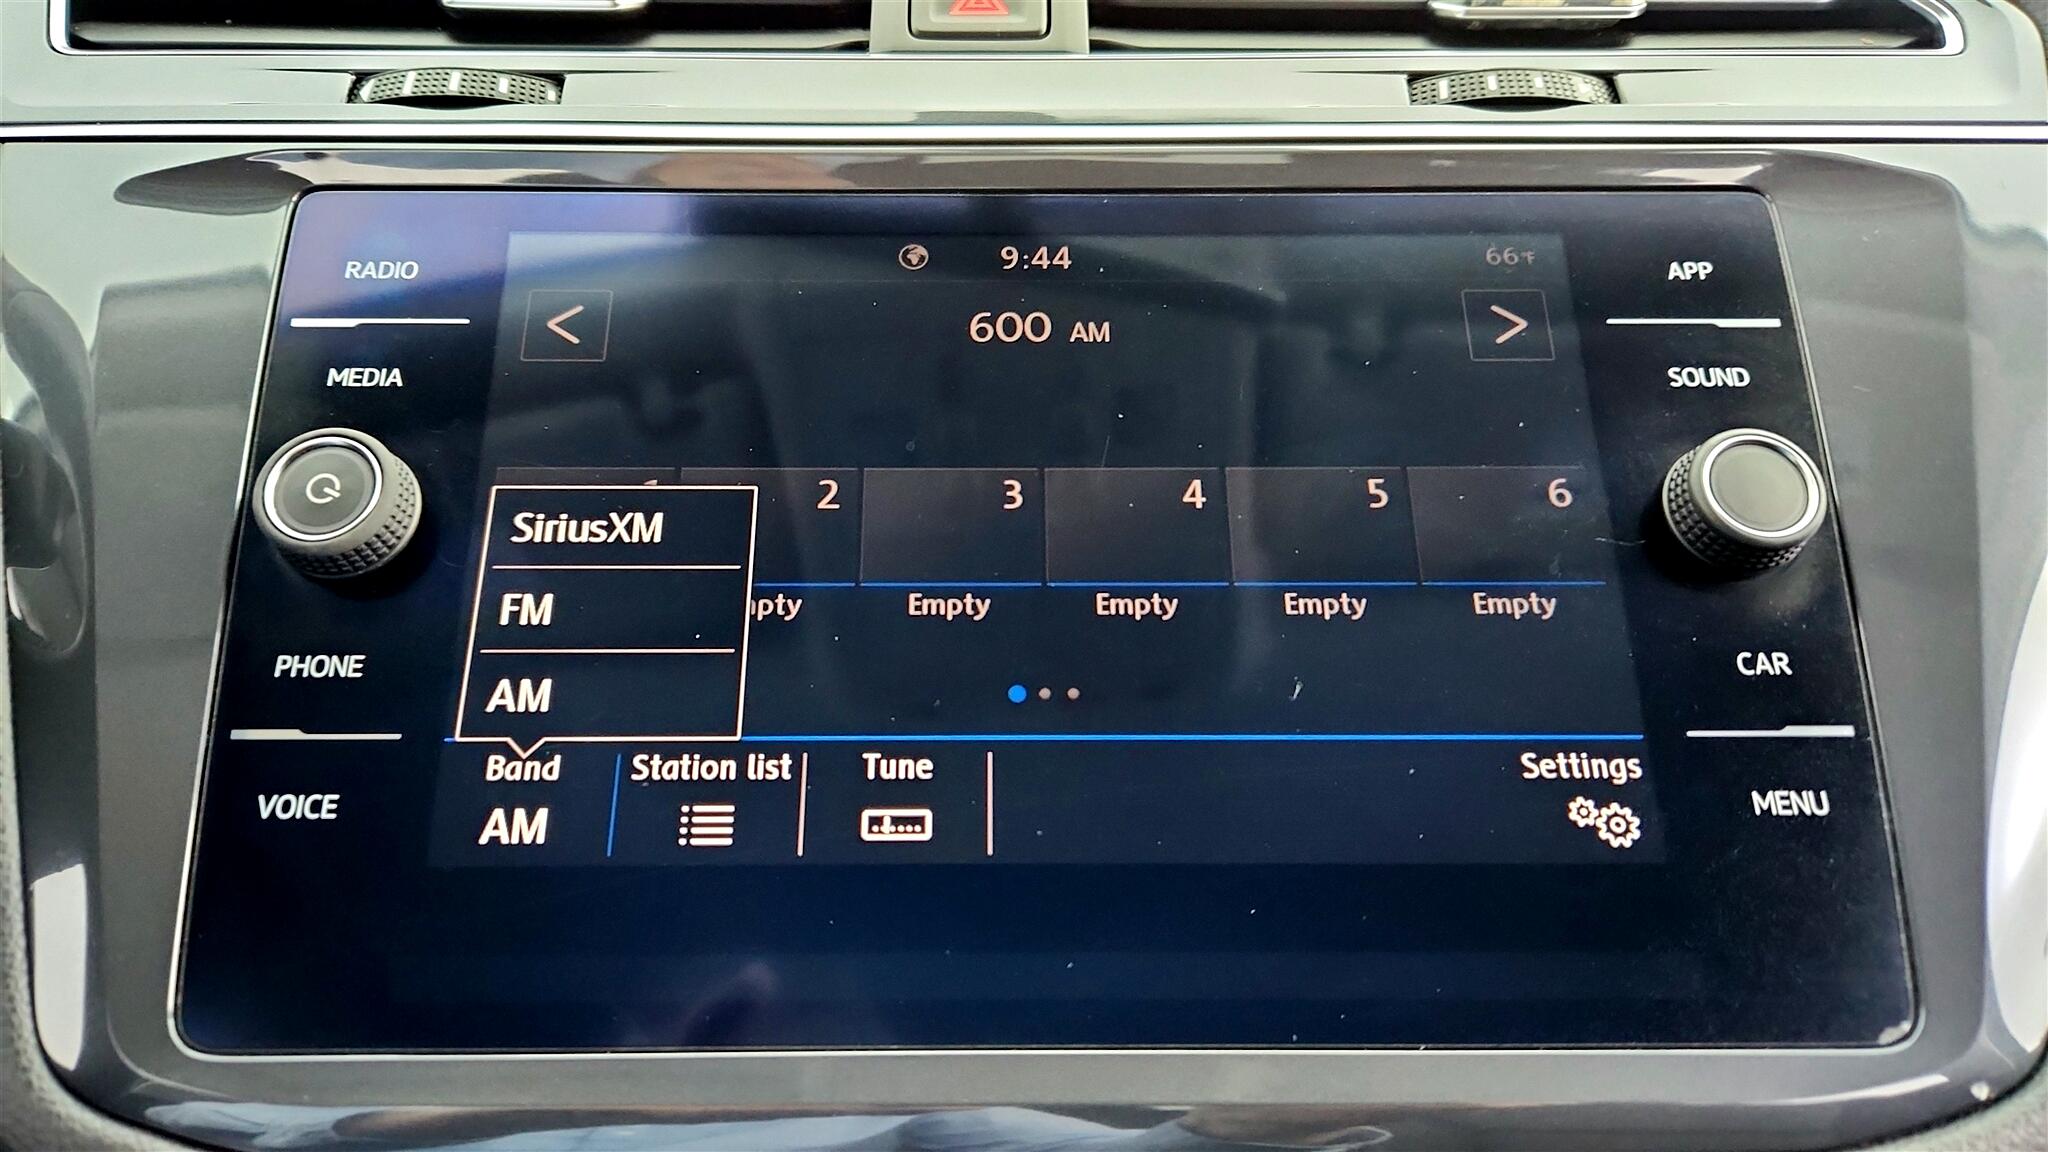 RADIO
9:44
66°F
APP
600 AM
MEDIA
SOUND
2
3
4
5
6
SiriusXM
FM
Empty
Empty
Empty
Empty
PHONE
AM
CAR
Band
Station list
Tune
Settings
VOICE
AM
MENU